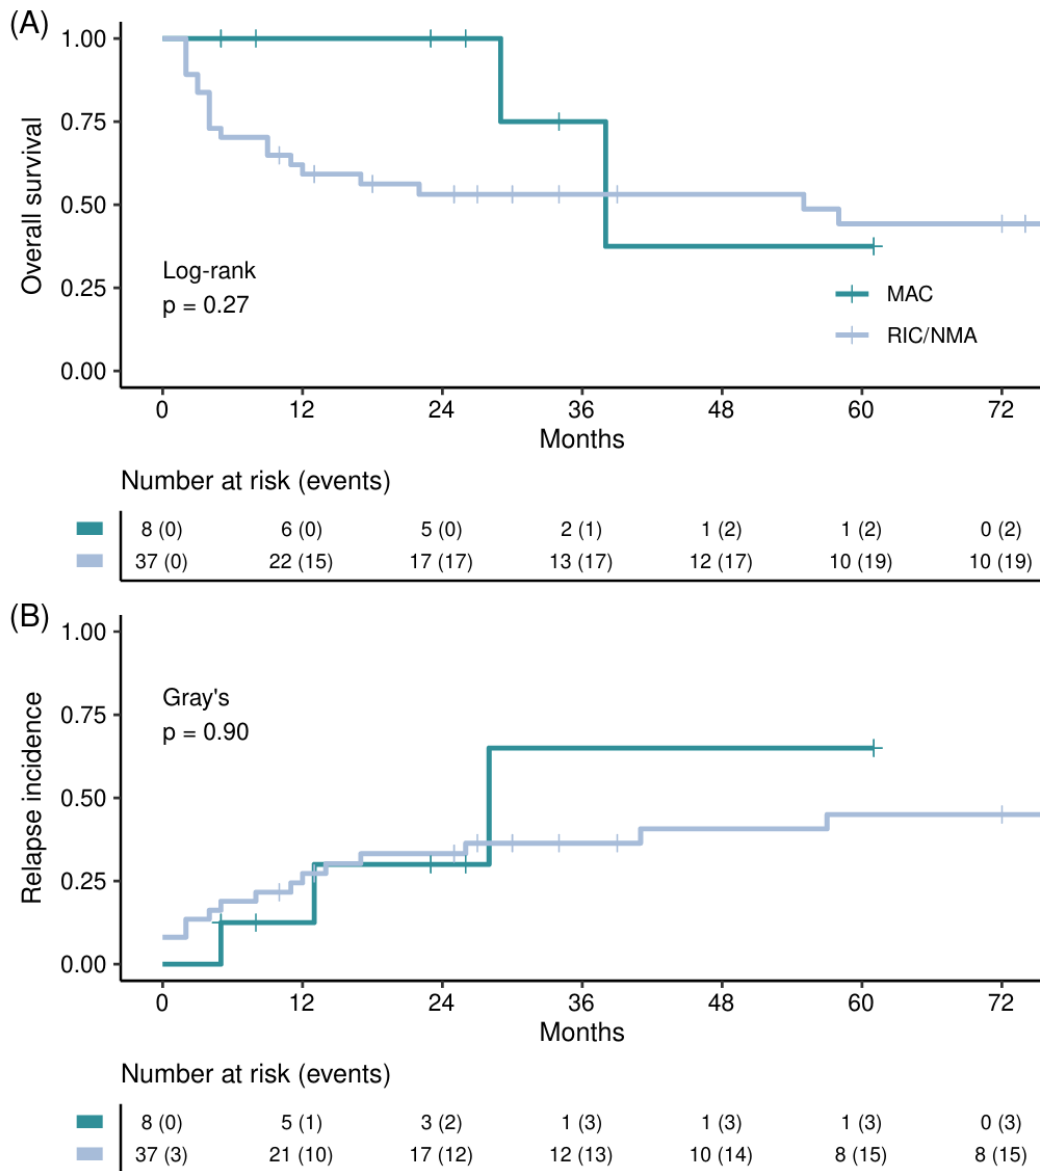 (A)
Overall survival
1.00
0.75
0.50
0.25
0.00
Log-rank
p = 0.27
MAC
RIC/NMA
0 12 24 36 48 60 72
Months
Number at risk (events)
8 (0) 6 (0) 5 (0) 2 (1) 1 (2) 1 (2) 0 (2)
37 (0) 22 (15) 17 (17) 13 (17) 12 (17) 10 (19) 10 (19)
(B)
Relapse incidence
1.00
0.75
0.50
0.25
0.00
Gray's
p = 0.90
0 12 24 36 48 60 72
Months
Number at risk (events)
8 (0) 5 (1) 3 (2) 1 (3) 1 (3) 1 (3) 0 (3)
37 (3) 21 (10) 17 (12) 12 (13) 10 (14) 8 (15) 8 (15)